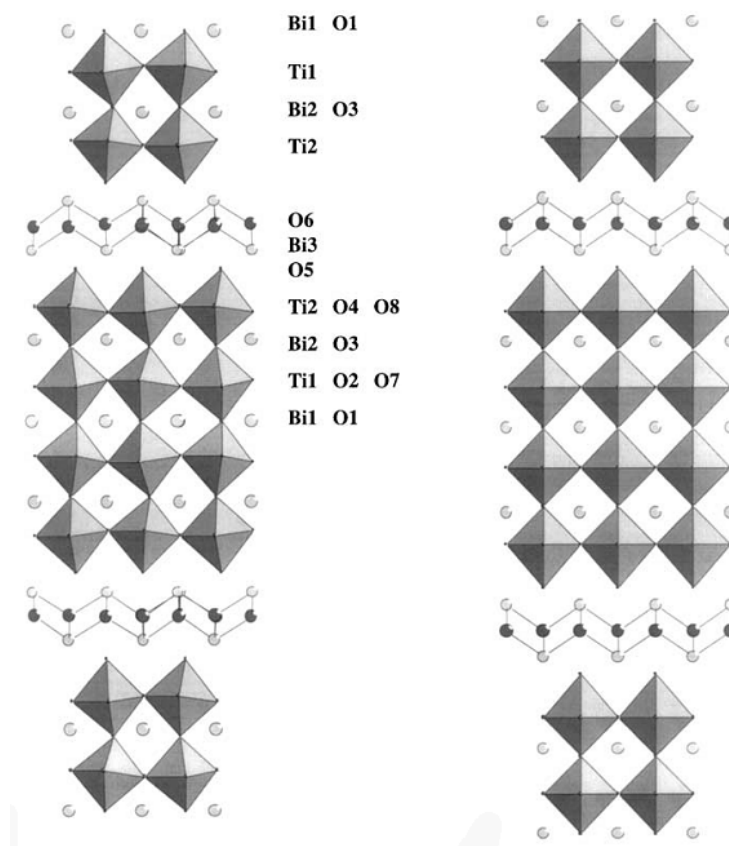 Bi1 O1
Ti1
Bi2 O3
Ti2
O6
Bi3
O5
Ti2 O4 O8
Bi2 O3
Ti1 O2 O7
Bi1 O1